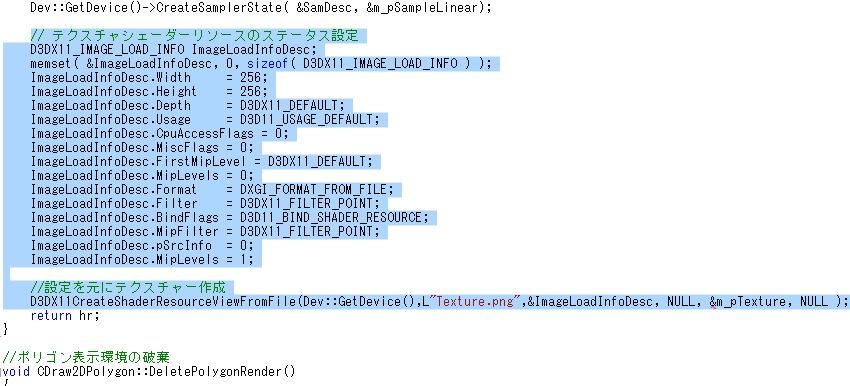 Dev::GetDevice()->CreateSamplerState( &SamDesc, &m_pSampleLinear);
// テクスチャシェーダーリソースのステータス設定
D3DX11_IMAGE_LOAD_INFO ImageLoadInfoDesc;
memset( &ImageLoadInfoDesc, 0, sizeof( D3DX11_IMAGE_LOAD_INFO ) );
ImageLoadInfoDesc.Width     = 256;
ImageLoadInfoDesc.Height    = 256;
ImageLoadInfoDesc.Depth     = D3DX11_DEFAULT;
ImageLoadInfoDesc.Usage     = D3D11_USAGE_DEFAULT;
ImageLoadInfoDesc.CpuAccessFlags = 0;
ImageLoadInfoDesc.MiscFlags = 0;
ImageLoadInfoDesc.FirstMipLevel = D3DX11_DEFAULT;
ImageLoadInfoDesc.MipLevels = 0;
ImageLoadInfoDesc.Format    = DXGI_FORMAT_FROM_FILE;
ImageLoadInfoDesc.Filter    = D3DX11_FILTER_POINT;
ImageLoadInfoDesc.BindFlags = D3D11_BIND_SHADER_RESOURCE;
ImageLoadInfoDesc.MipFilter = D3DX11_FILTER_POINT;
ImageLoadInfoDesc.pSrcInfo  = 0;
ImageLoadInfoDesc.MipLevels = 1;
//設定を元にテクスチャー作成
D3DX11CreateShaderResourceViewFromFile(Dev::GetDevice(),L"Texture.png",&ImageLoadInfoDesc, NULL, &m_pTexture, NULL );
return hr;
}
//ポリゴン表示環境の破棄
void CDraw2DPolygon::DeletePolygonRender()
{